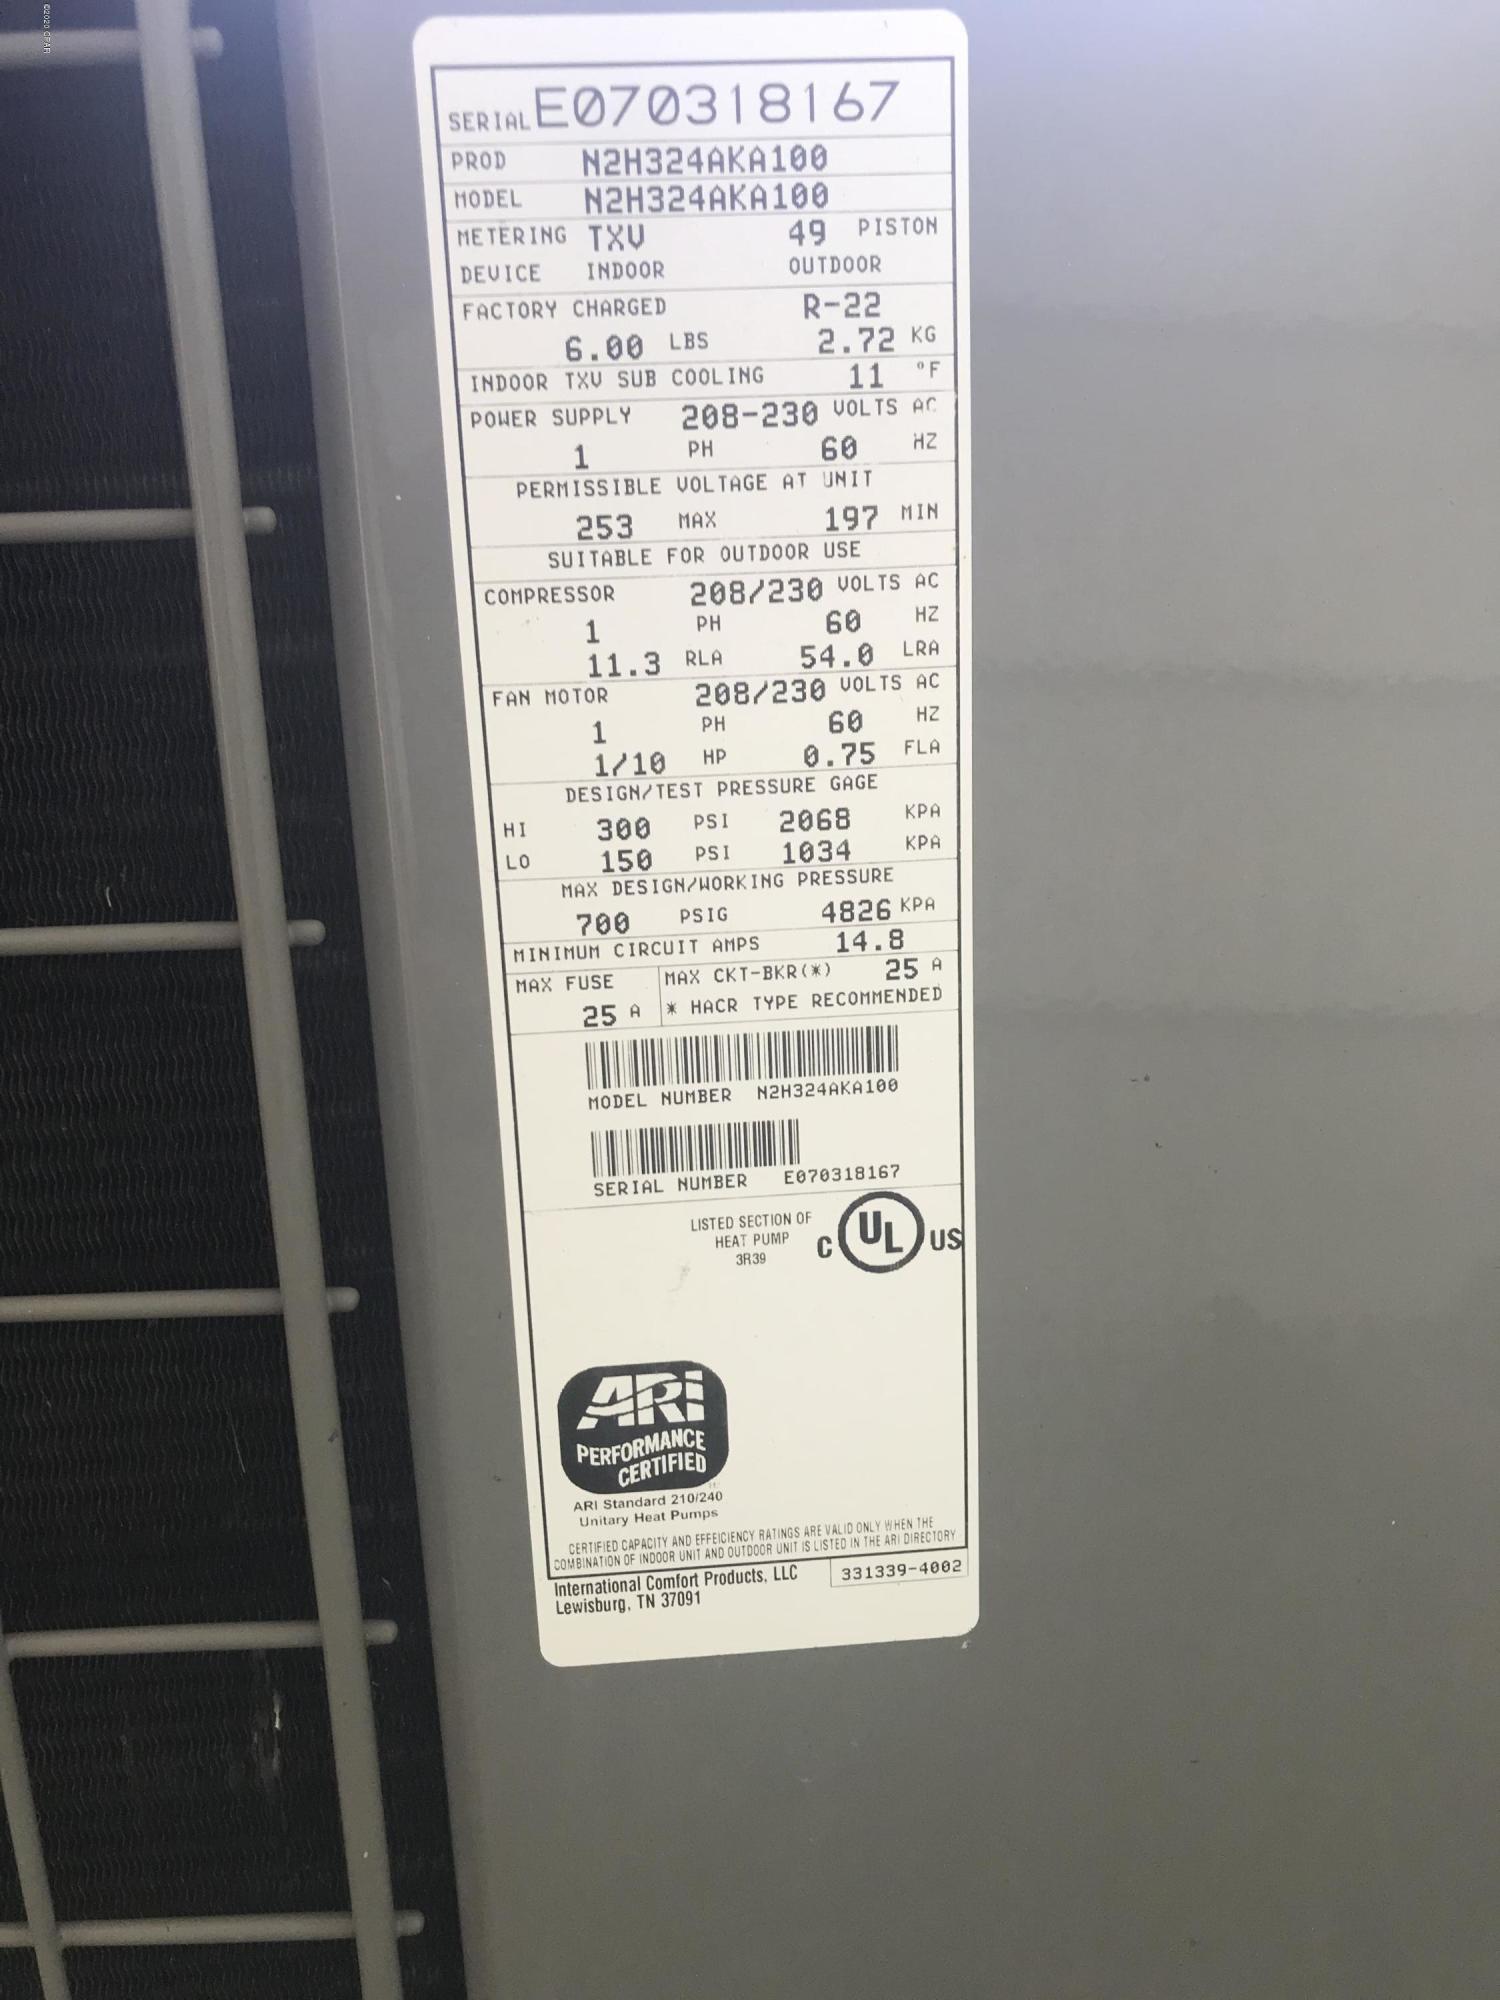 ©2020 CFAR
SERIAL E070318167
PROD N2H324AKA100
MODEL N2H324AKA100
METERING TXV 49 PISTON
DEVICE INDOOR OUTDOOR
FACTORY CHARGED R-22
6.00 LBS 2.72 KG
INDOOR TXV SUB COOLING 11 °F
POWER SUPPLY 208-230 VOLTS AC
1 PH 60 HZ
PERMISSIBLE VOLTAGE AT UNIT
253 MAX 197 MIN
SUITABLE FOR OUTDOOR USE
COMPRESSOR 208/230 VOLTS AC
1 PH 60 HZ
11.3 RLA 54.0 LRA
FAN MOTOR 208/230 VOLTS AC
1 PH 60 HZ
1/10 HP 0.75 FLA
DESIGN/TEST PRESSURE GAGE
HI 300 PSI 2068 KPA
LO 150 PSI 1034 KPA
MAX DESIGN/WORKING PRESSURE
700 PSIG 4826 KPA
MINIMUM CIRCUIT AMPS 14.8
MAX FUSE MAX CKT-BKR(*) 25 A
25 A * HACR TYPE RECOMMENDED
MODEL NUMBER N2H324AKA100
SERIAL NUMBER E070318167
LISTED SECTION OF
HEAT PUMP
3R39
C UL US
ARI
PERFORMANCE
CERTIFIED
ARI Standard 210/240
Unitary Heat Pumps
CERTIFIED CAPACITY AND EFFEICIENCY RATINGS ARE VALID ONLY WHEN THE
COMBINATION OF INDOOR UNIT AND OUTDOOR UNIT IS LISTED IN THE ARI DIRECTORY
International Comfort Products, LLC 331339-4002
Lewisburg, TN 37091